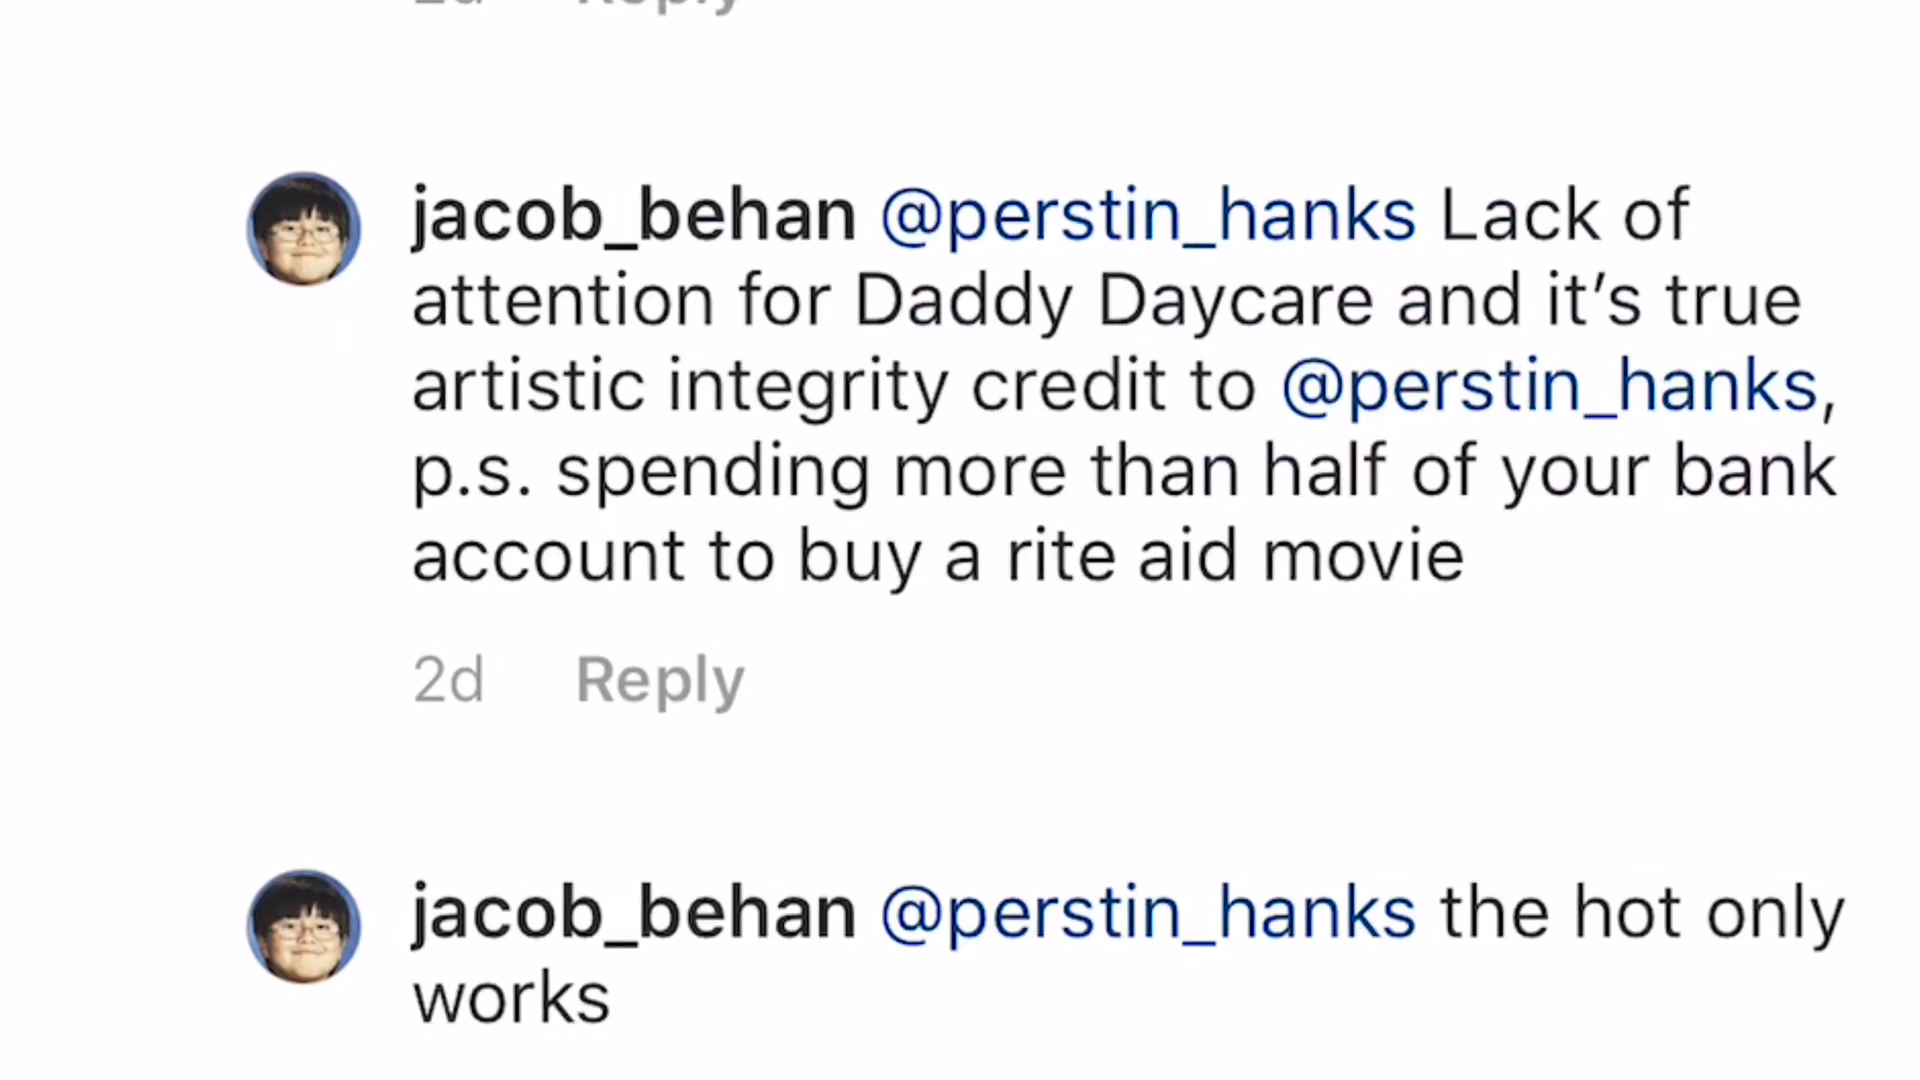 jacob_behan @perstin_hanks Lack of
attention for Daddy Daycare and it’s true
artistic integrity credit to @perstin_hanks,
p.s. spending more than half of your bank
account to buy a rite aid movie
2d Reply
jacob_behan @perstin_hanks the hot only
works